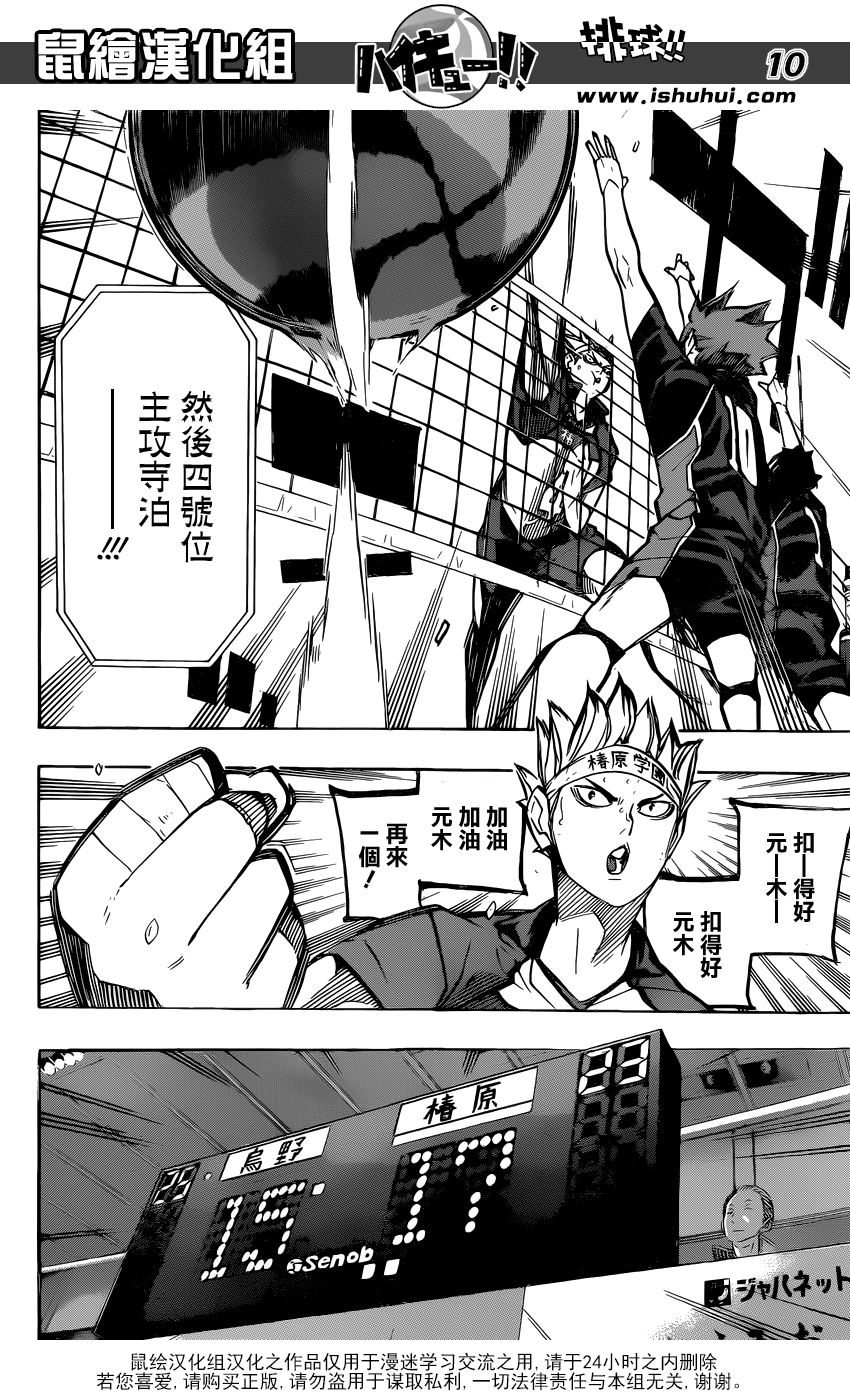 鼠繪漢化組
ハイキュー!!
排球!!
10
www.ishuhui.com
椿
然後四號位
主攻寺泊
——!!!
椿原学園
扣—得好
元—木—
扣得好
元木
加油
加油
元木
再來
一個!
烏野
椿原
15
17
Senoh
ジャパネット
鼠绘汉化组汉化之作品仅用于漫迷学习交流之用, 请于24小时之内删除
若您喜爱, 请购买正版, 请勿盗用于谋取私利, 一切法律责任与本组无关, 谢谢。